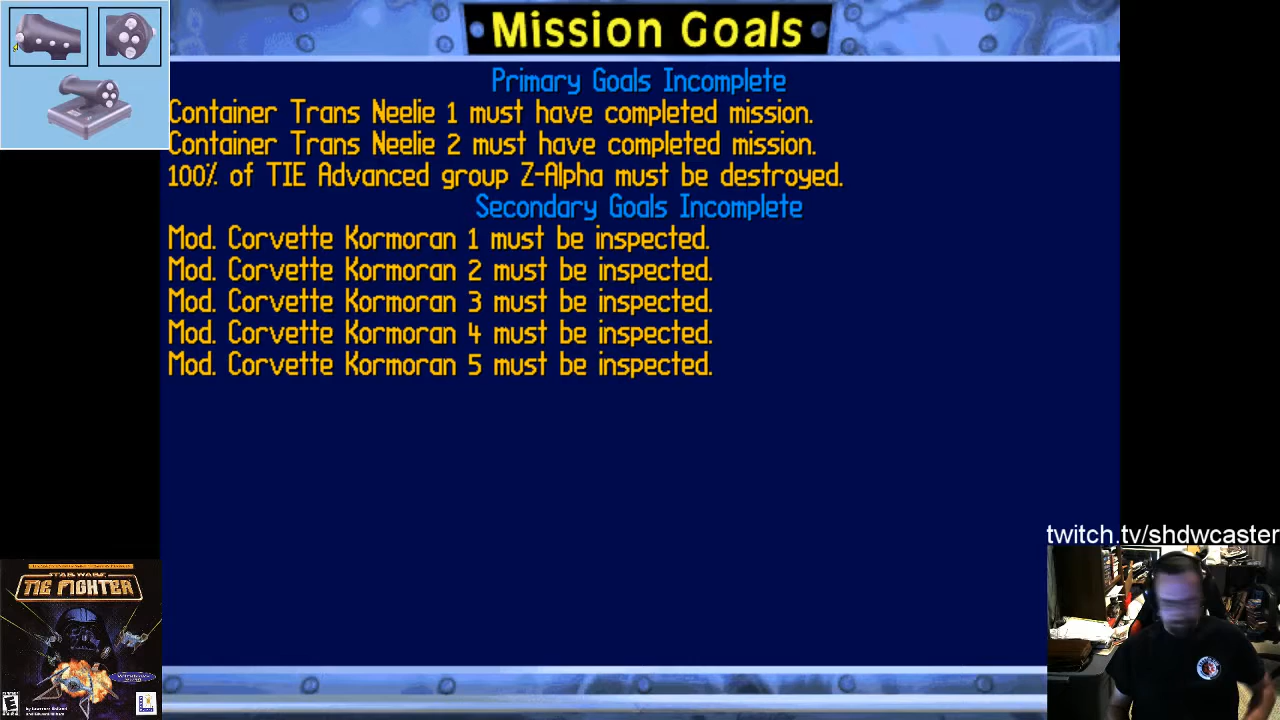 Mission Goals
Primary Goals Incomplete
Container Trans Neelie 1 must have completed mission.
Container Trans Neelie 2 must have completed mission.
100% of TIE Advanced group Z-Alpha must be destroyed.
Secondary Goals Incomplete
Mod. Corvette Kormoran 1 must be inspected.
Mod. Corvette Kormoran 2 must be inspected.
Mod. Corvette Kormoran 3 must be inspected.
Mod. Corvette Kormoran 4 must be inspected.
Mod. Corvette Kormoran 5 must be inspected.
twitch.tv/shdwcaster
STAR WARS
TIE FIGHTER